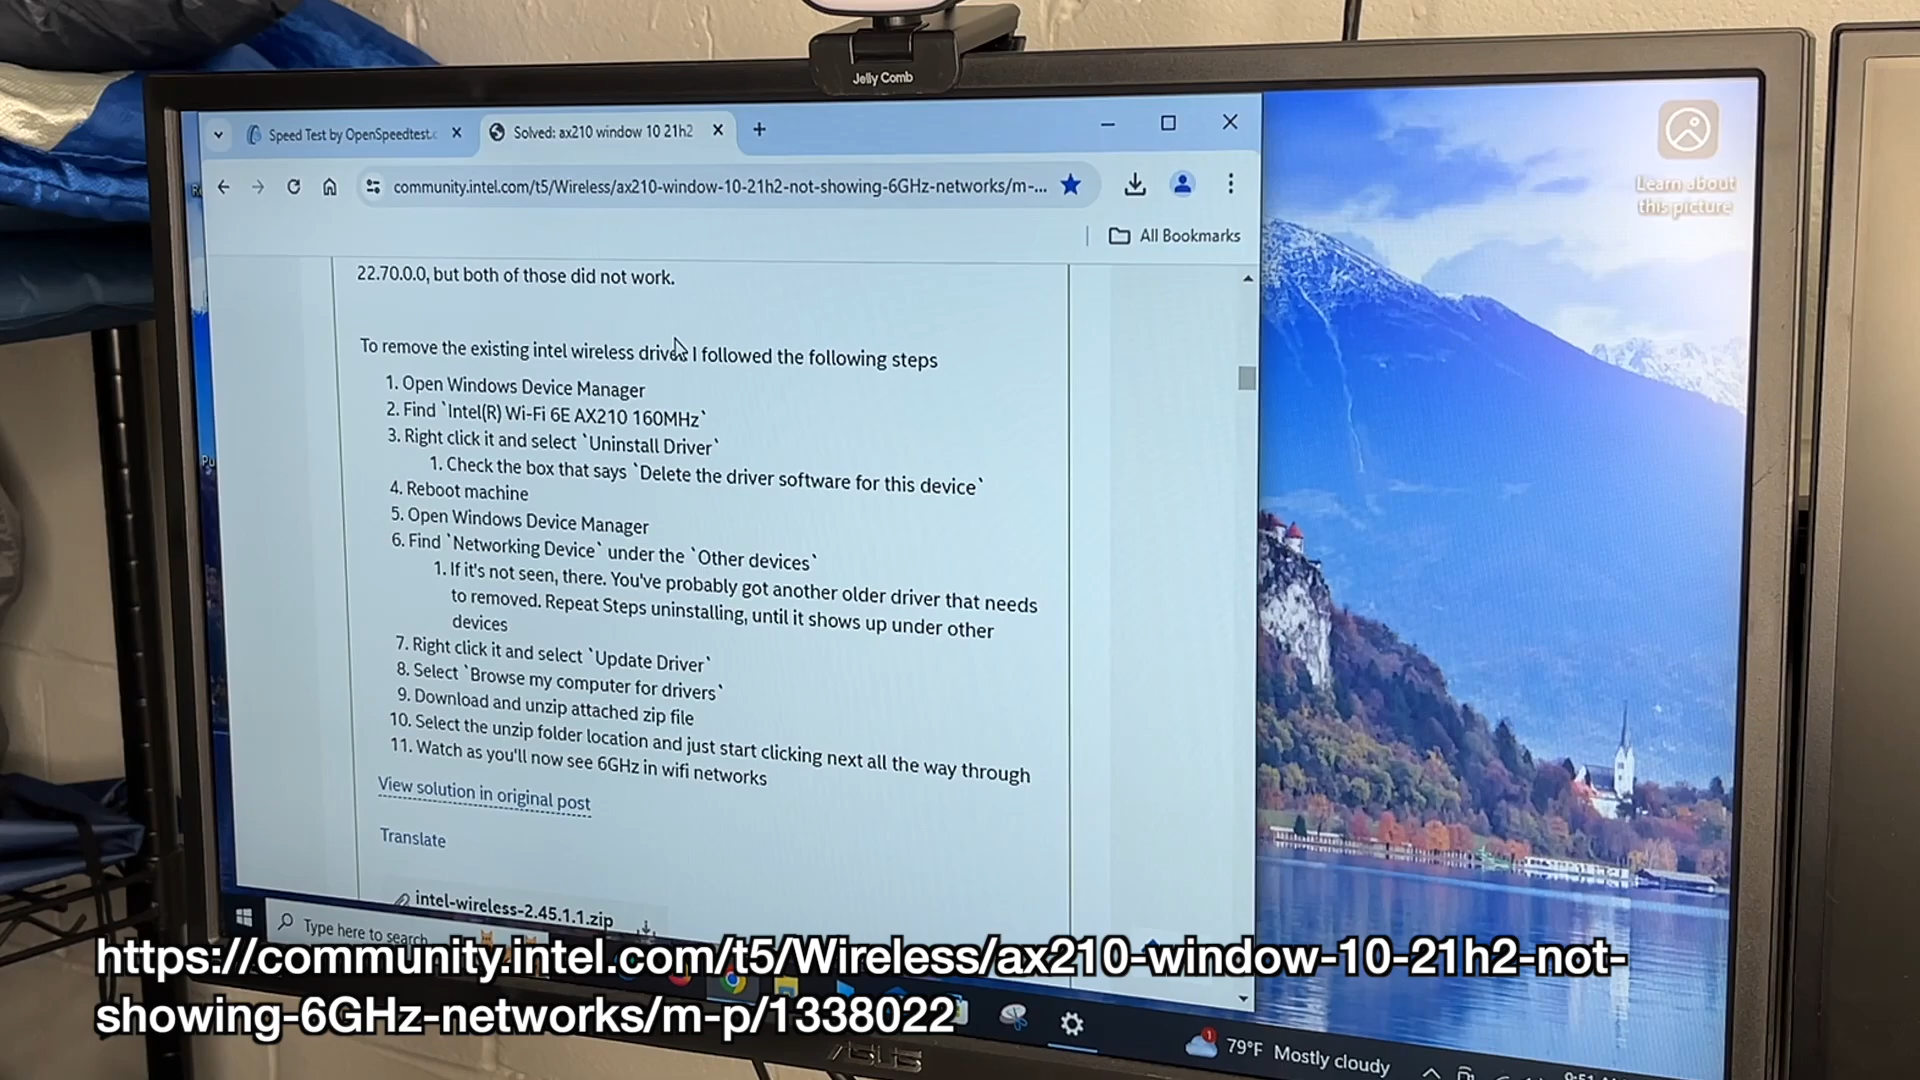 Jelly Comb
Speed Test by OpenSpeedtest.c
Solved: ax210 window 10 21h2
community.intel.com/t5/Wireless/ax210-window-10-21h2-not-showing-6GHz-networks/m-...
All Bookmarks
Learn about
this picture
22.70.0.0, but both of those did not work.
To remove the existing intel wireless driver I followed the following steps
1. Open Windows Device Manager
2. Find `Intel(R) Wi-Fi 6E AX210 160MHz`
3. Right click it and select `Uninstall Driver`
1. Check the box that says `Delete the driver software for this device`
4. Reboot machine
5. Open Windows Device Manager
6. Find `Networking Device` under the `Other devices`
1. If it's not seen, there. You've probably got another older driver that needs
to removed. Repeat Steps uninstalling, until it shows up under other
devices
7. Right click it and select `Update Driver`
8. Select `Browse my computer for drivers`
9. Download and unzip attached zip file
10. Select the unzip folder location and just start clicking next all the way through
11. Watch as you'll now see 6GHz in wifi networks
View solution in original post
Translate
intel-wireless-2.45.1.1.zip
Type here to search
https://community.intel.com/t5/Wireless/ax210-window-10-21h2-not-
showing-6GHz-networks/m-p/1338022
ASUS
1
79°F Mostly cloudy